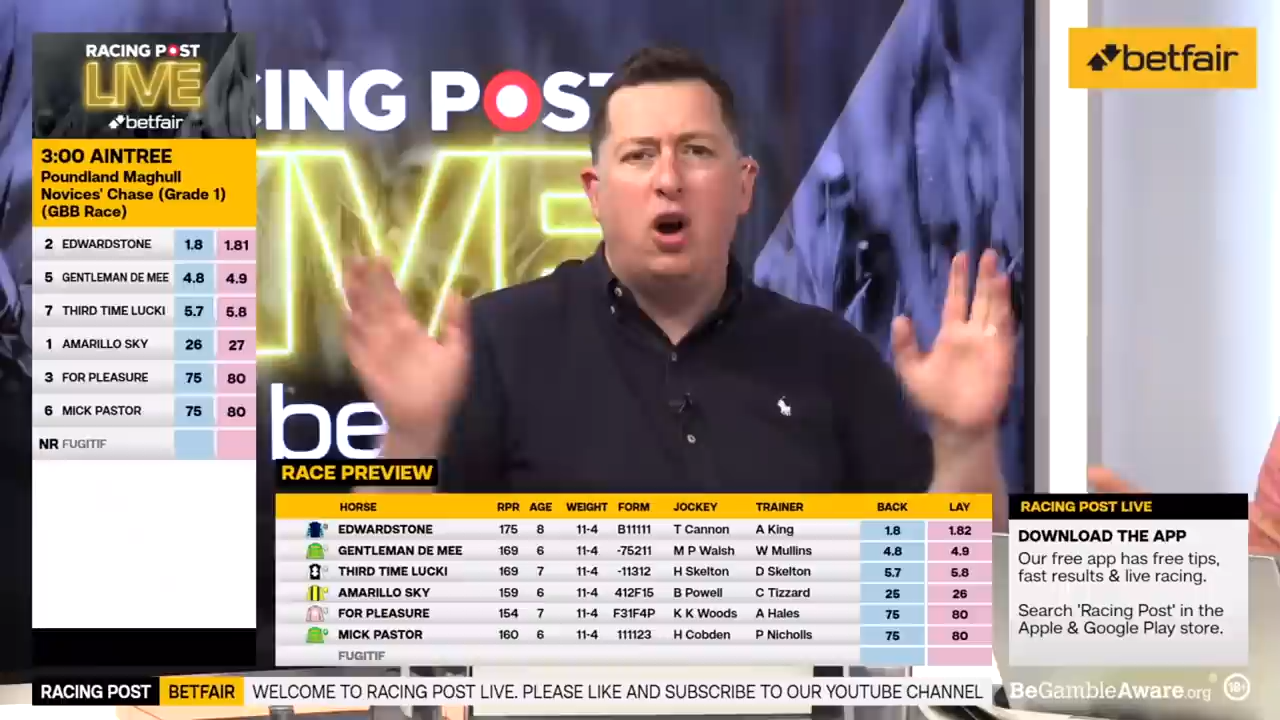 RACING POST
LIVE
betfair
3:00 AINTREE
Poundland Maghull
Novices' Chase (Grade 1)
(GBB Race)
2 EDWARDSTONE 1.8 1.81
5 GENTLEMAN DE MEE 4.8 4.9
7 THIRD TIME LUCKI 5.7 5.8
1 AMARILLO SKY 26 27
3 FOR PLEASURE 75 80
6 MICK PASTOR 75 80
NR FUGITIF
CING POST
be
betfair
RACE PREVIEW
HORSE RPR AGE WEIGHT FORM JOCKEY TRAINER BACK LAY
EDWARDSTONE 175 8 11-4 B11111 T Cannon A King 1.8 1.82
GENTLEMAN DE MEE 169 6 11-4 -75211 M P Walsh W Mullins 4.8 4.9
THIRD TIME LUCKI 169 7 11-4 -11312 H Skelton D Skelton 5.7 5.8
AMARILLO SKY 159 6 11-4 412F15 B Powell C Tizzard 25 26
FOR PLEASURE 154 7 11-4 F31F4P K K Woods A Hales 75 80
MICK PASTOR 160 6 11-4 111123 H Cobden P Nicholls 75 80
FUGITIF
RACING POST LIVE
DOWNLOAD THE APP
Our free app has free tips,
fast results & live racing.
Search 'Racing Post' in the
Apple & Google Play store.
RACING POST BETFAIR WELCOME TO RACING POST LIVE. PLEASE LIKE AND SUBSCRIBE TO OUR YOUTUBE CHANNEL
BeGambleAware.org 18+